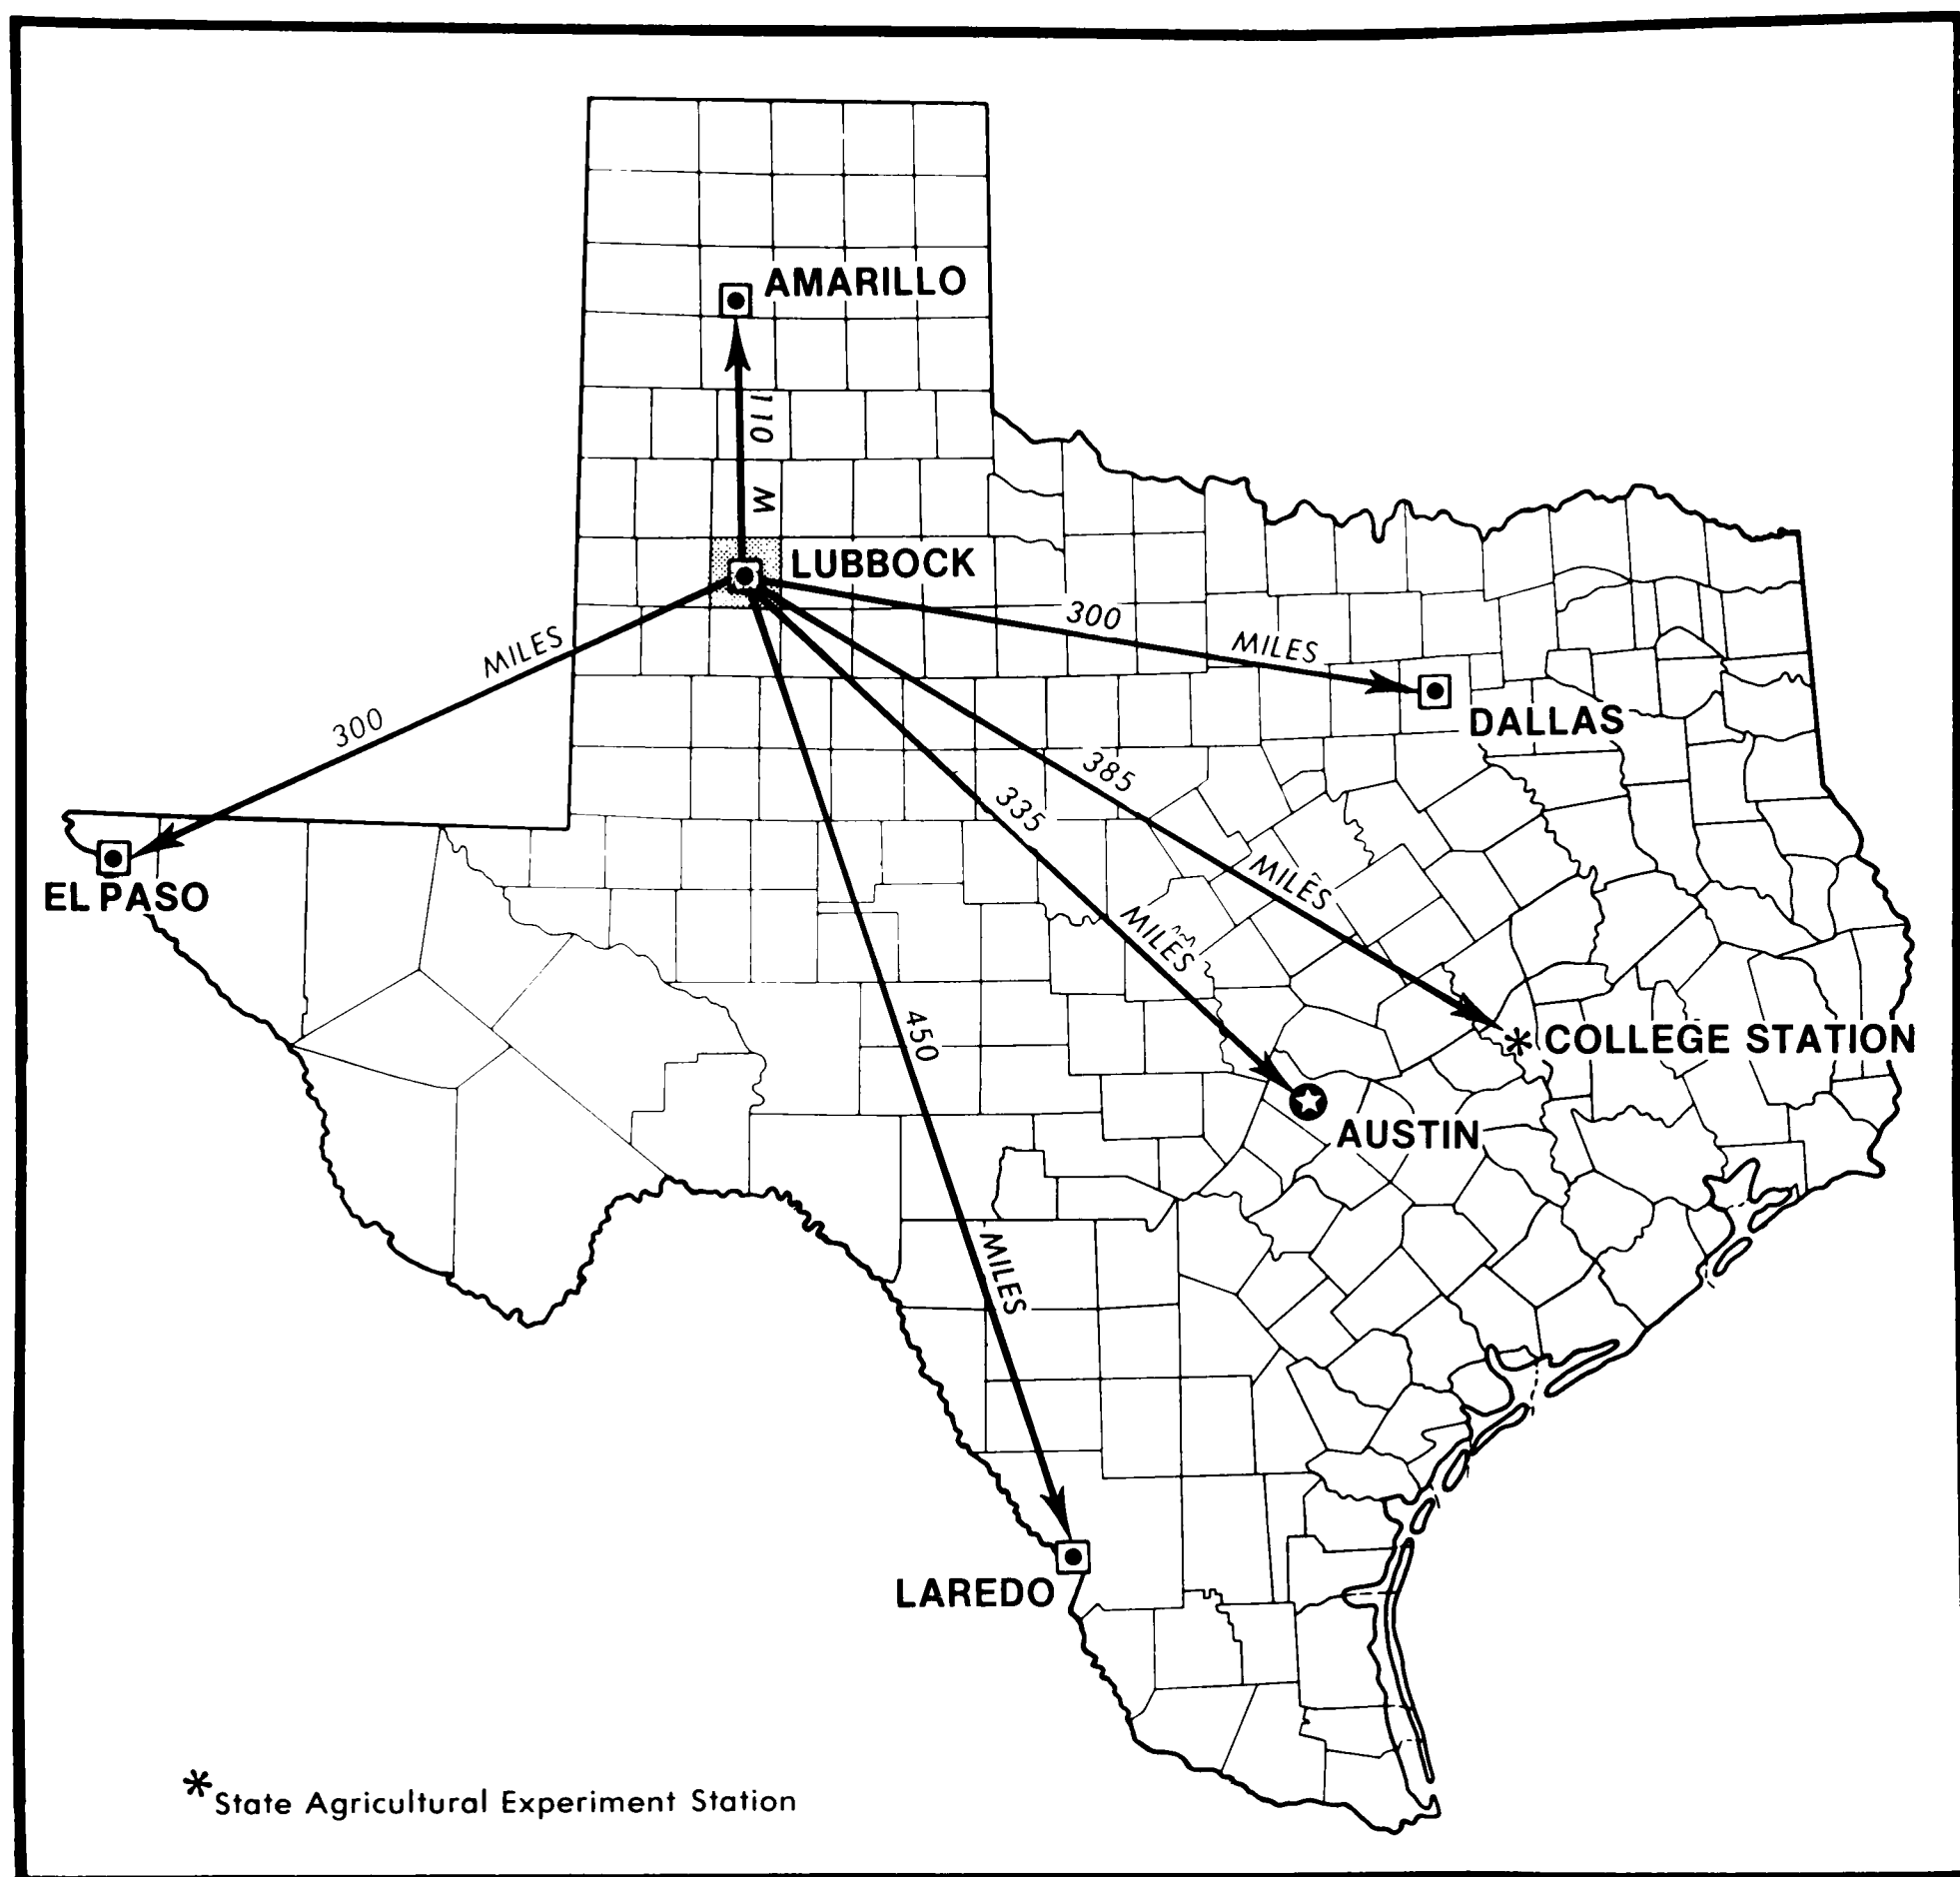 AMARILLO
110 M
LUBBOCK
300 MILES
300 MILES
DALLAS
385 MILES
335 MILES
EL PASO
450 MILES
COLLEGE STATION
*
AUSTIN
LAREDO
*State Agricultural Experiment Station